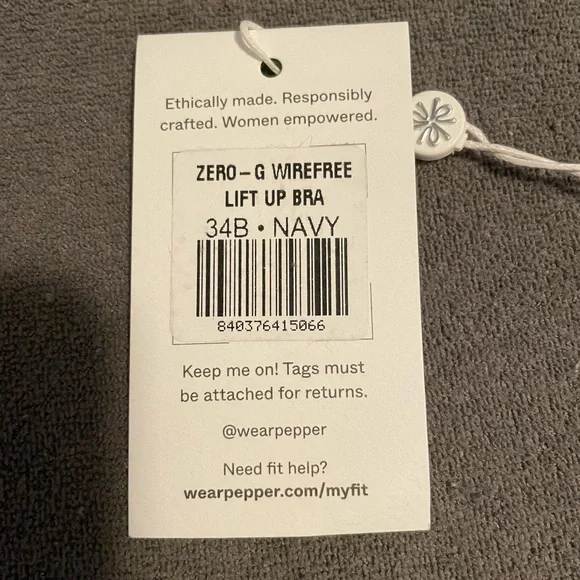 Ethically made. Responsibly
crafted. Women empowered.
ZERO-G WIREFREE
LIFT UP BRA
34B • NAVY
840376415066
Keep me on! Tags must
be attached for returns.
@wearpepper
Need fit help?
wearpepper.com/myfit